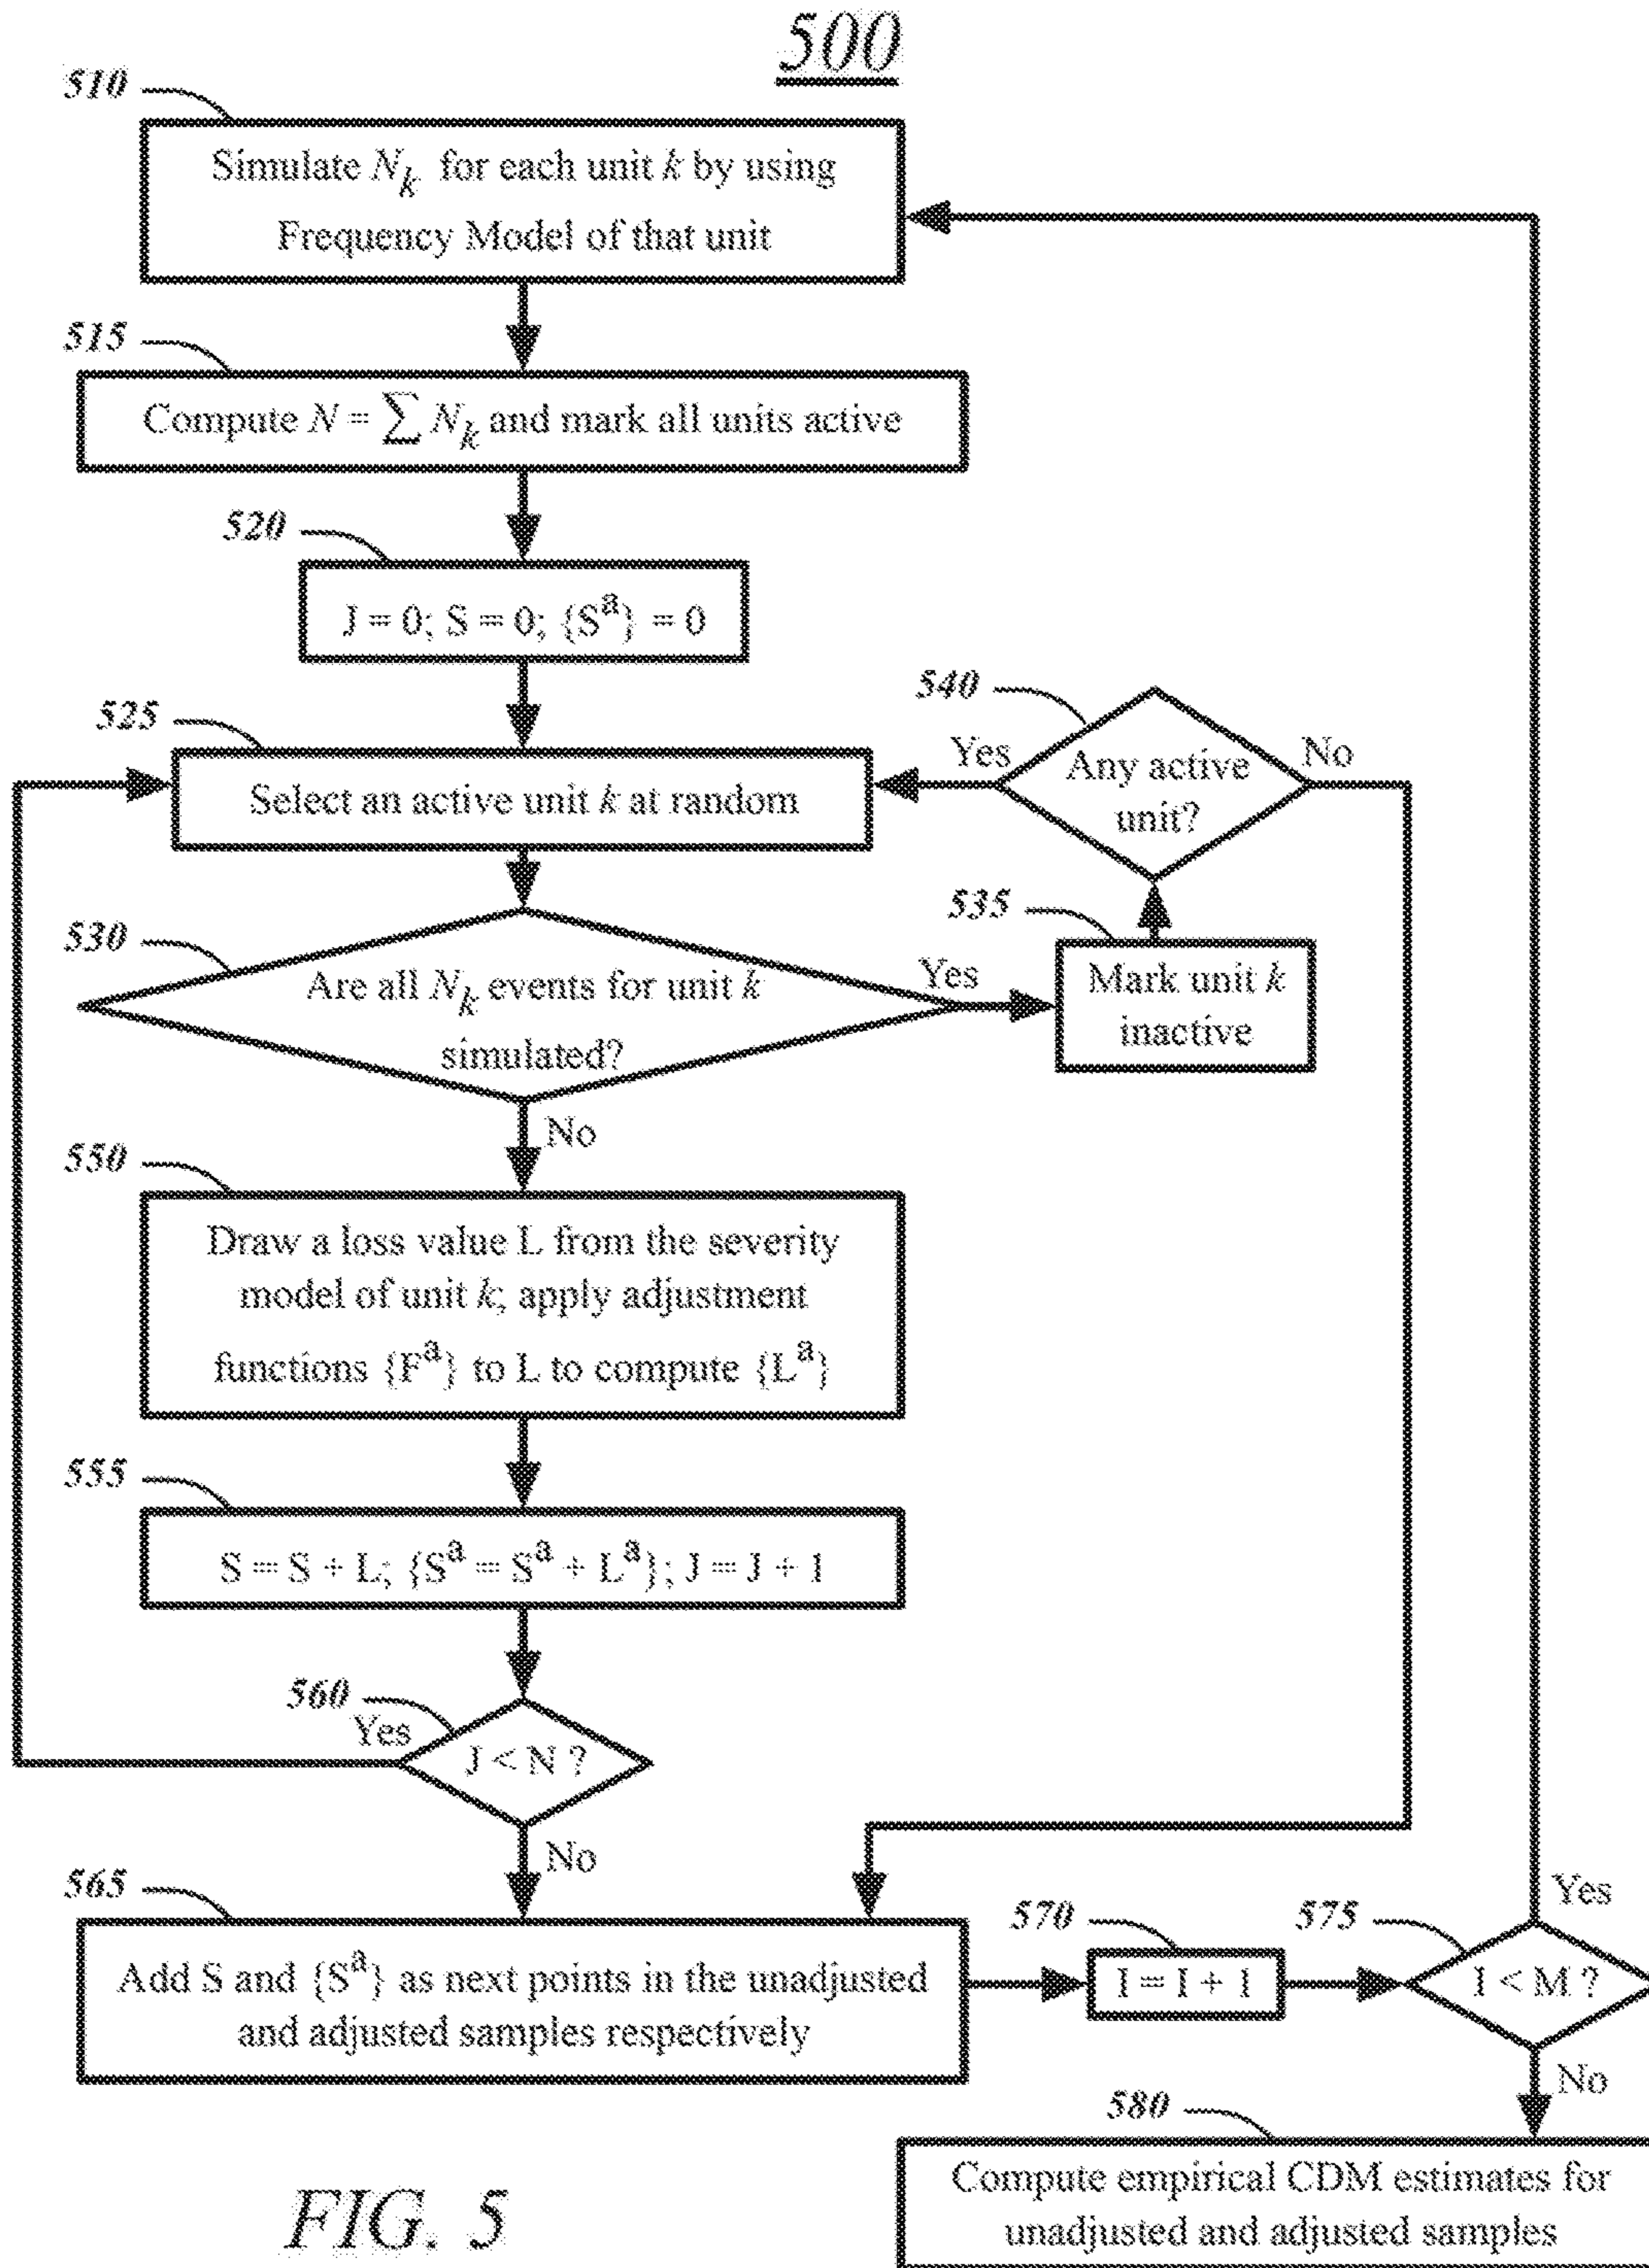 500
510
Simulate N_k for each unit k by using
Frequency Model of that unit
515
Compute N = ∑ N_k and mark all units active
520
J = 0; S = 0; {S^a} = 0
525
Select an active unit k at random
540
Yes
No
Any active
unit?
530
Are all N_k events for unit k
simulated?
Yes
535
Mark unit k
inactive
No
550
Draw a loss value L from the severity
model of unit k; apply adjustment
functions {F^a} to L to compute {L^a}
555
S = S + L; {S^a = S^a + L^a}; J = J + 1
560
Yes
J < N ?
No
565
Add S and {S^a} as next points in the unadjusted
and adjusted samples respectively
570
I = I + 1
575
Yes
I < M ?
No
580
Compute empirical CDM estimates for
unadjusted and adjusted samples
FIG. 5